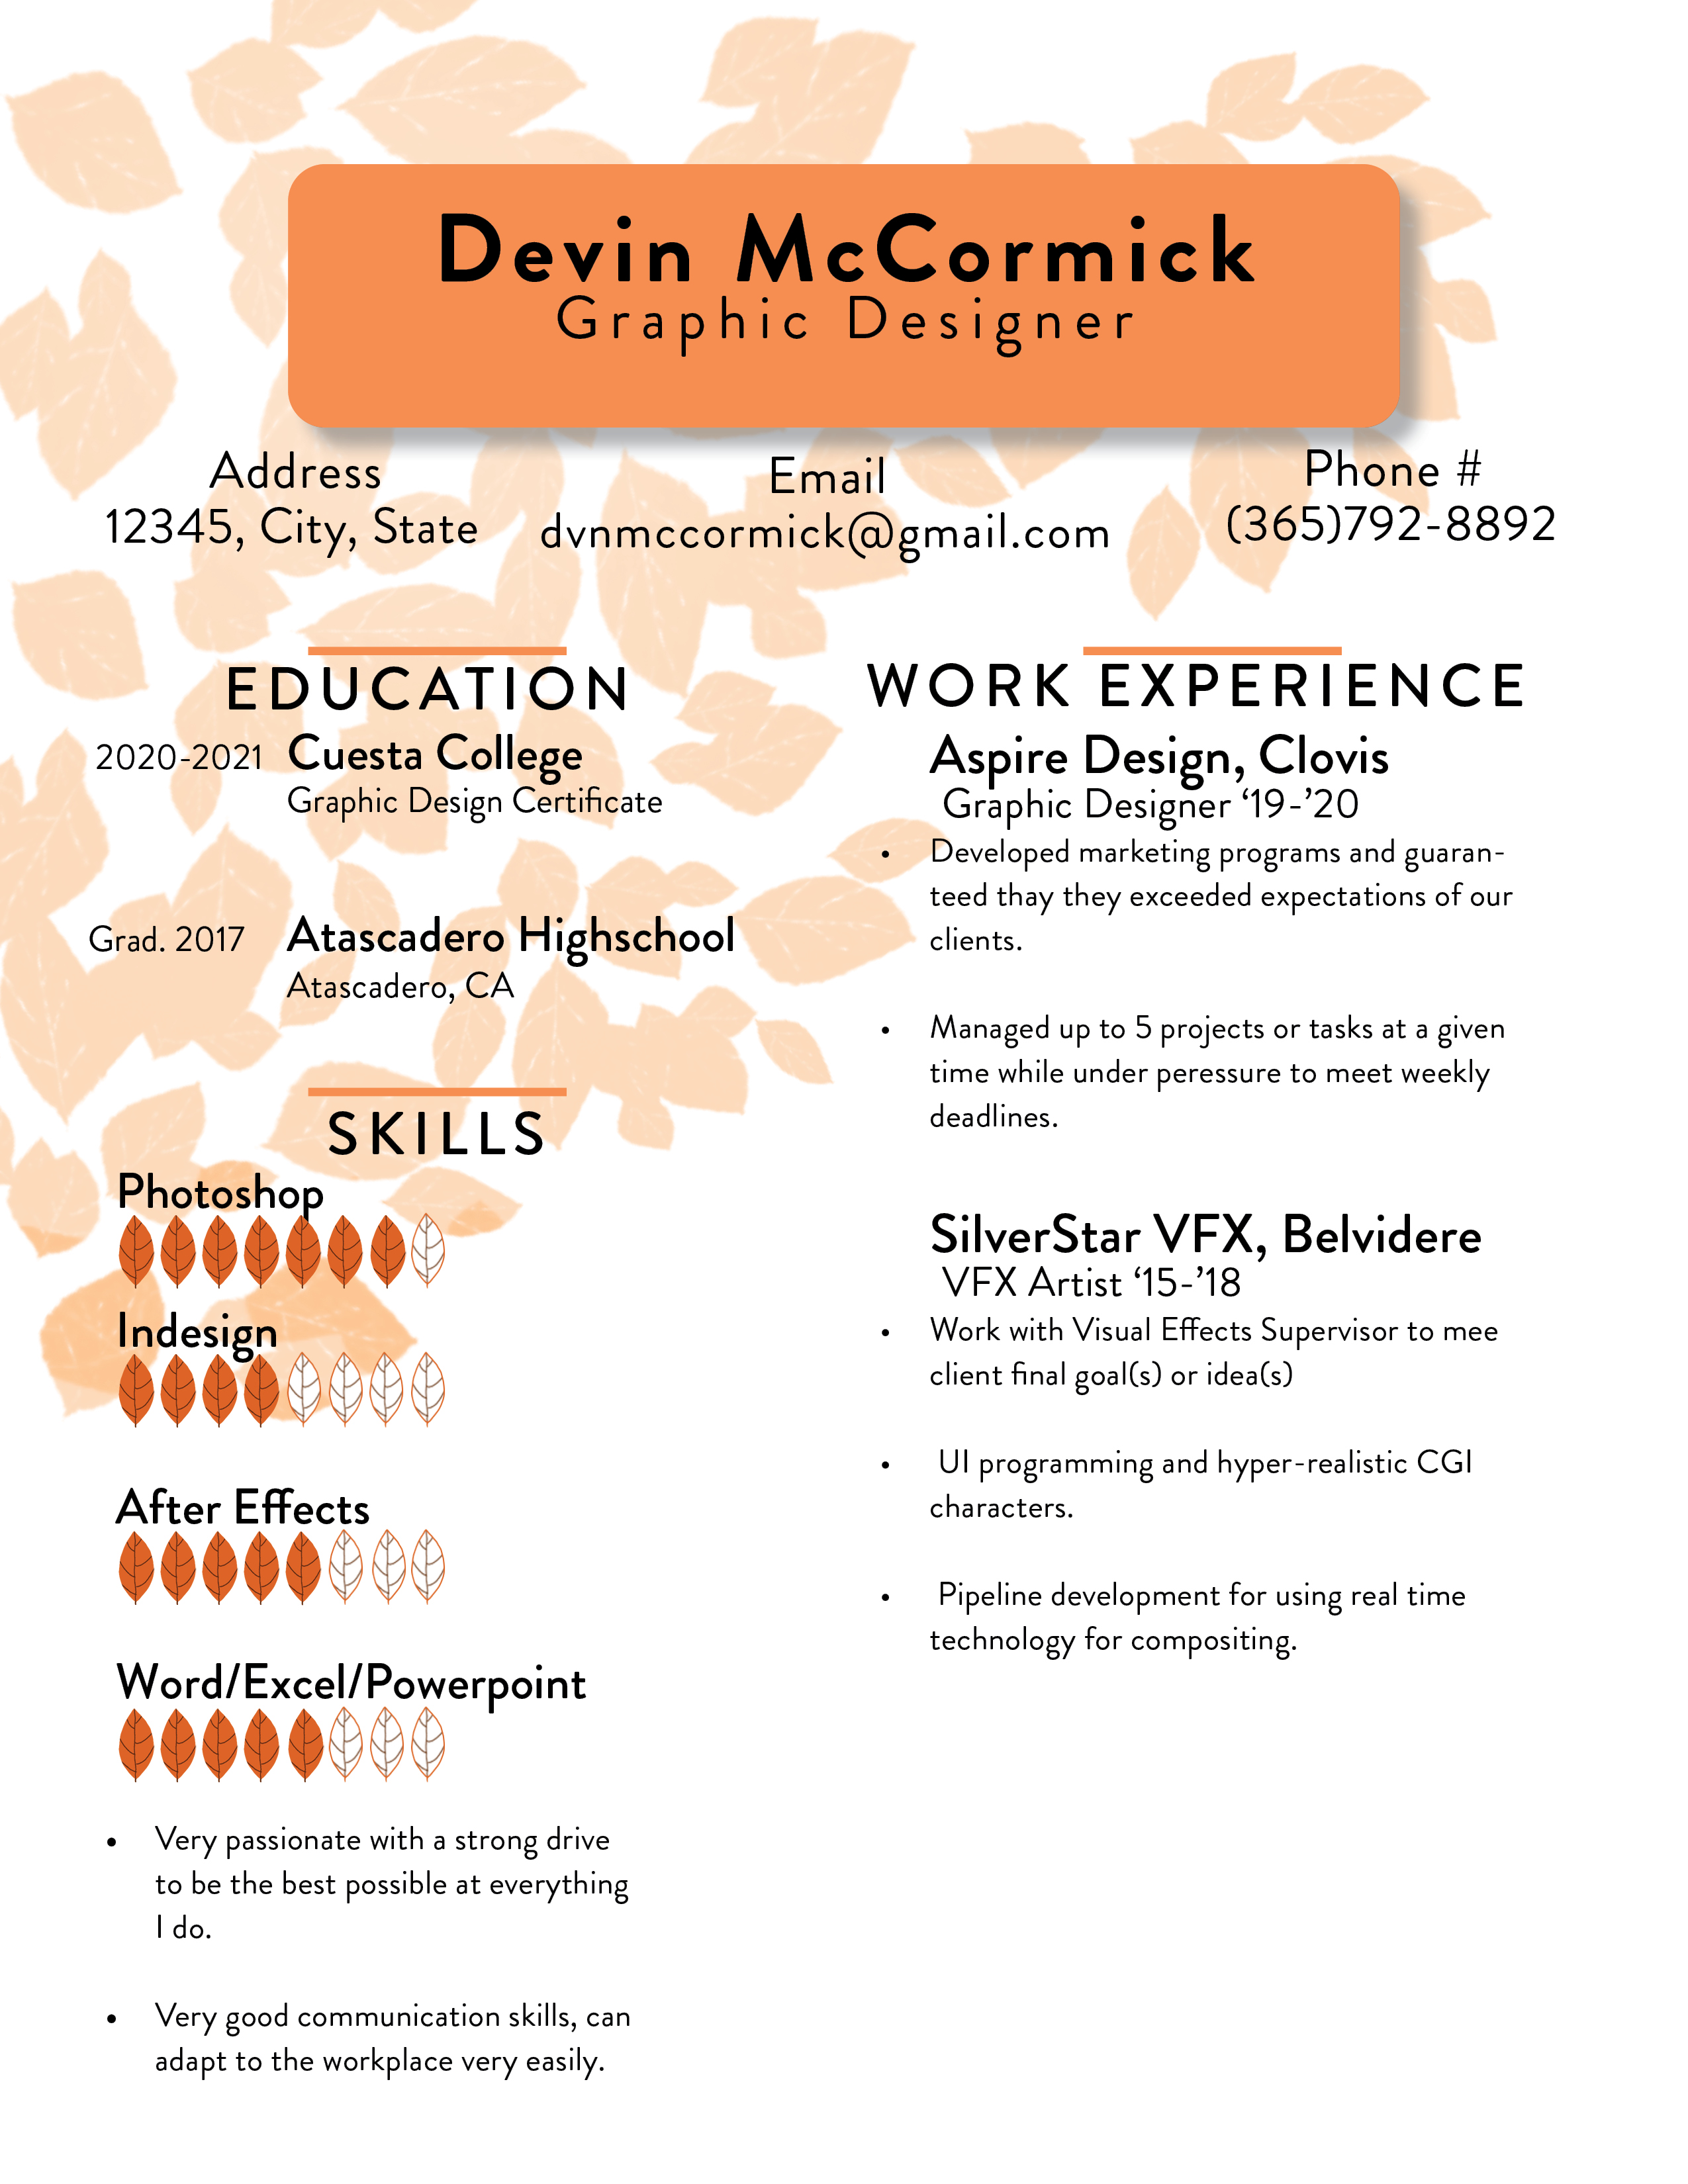 Devin McCormick
Graphic Designer
Address
12345, City, State
Email
dvnmccormick@gmail.com
Phone #
(365)792-8892
EDUCATION
2020-2021 Cuesta College
Graphic Design Certificate
Grad. 2017 Atascadero Highschool
Atascadero, CA
SKILLS
Photoshop
Indesign
After Effects
Word/Excel/Powerpoint
• Very passionate with a strong drive
to be the best possible at everything
I do.
• Very good communication skills, can
adapt to the workplace very easily.
WORK EXPERIENCE
Aspire Design, Clovis
Graphic Designer ‘19-’20
• Developed marketing programs and guaran-
teed thay they exceeded expectations of our
clients.
• Managed up to 5 projects or tasks at a given
time while under peressure to meet weekly
deadlines.
SilverStar VFX, Belvidere
VFX Artist ‘15-’18
• Work with Visual Effects Supervisor to mee
client final goal(s) or idea(s)
• UI programming and hyper-realistic CGI
characters.
• Pipeline development for using real time
technology for compositing.